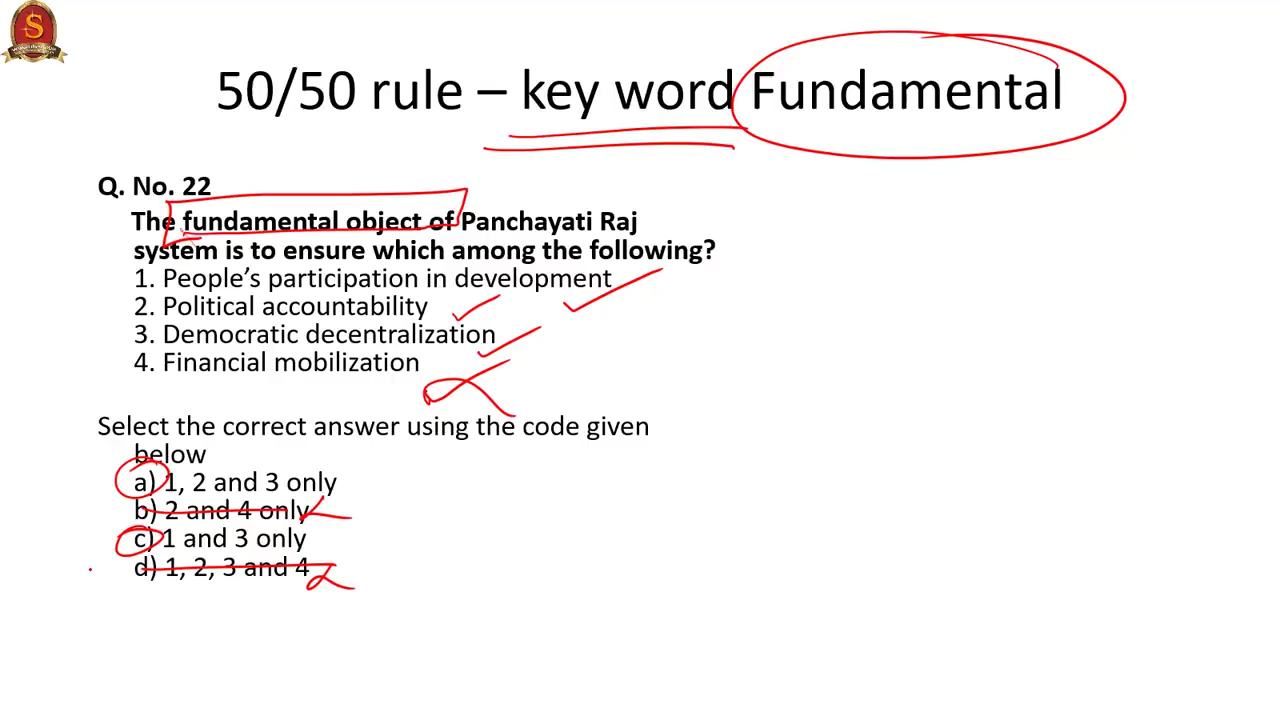 S
50/50 rule – key word Fundamental
Q. No. 22
The fundamental object of Panchayati Raj
system is to ensure which among the following?
1. People's participation in development
2. Political accountability
3. Democratic decentralization
4. Financial mobilization
Select the correct answer using the code given
below
a) 1, 2 and 3 only
b) 2 and 4 only
c) 1 and 3 only
d) 1, 2, 3 and 4